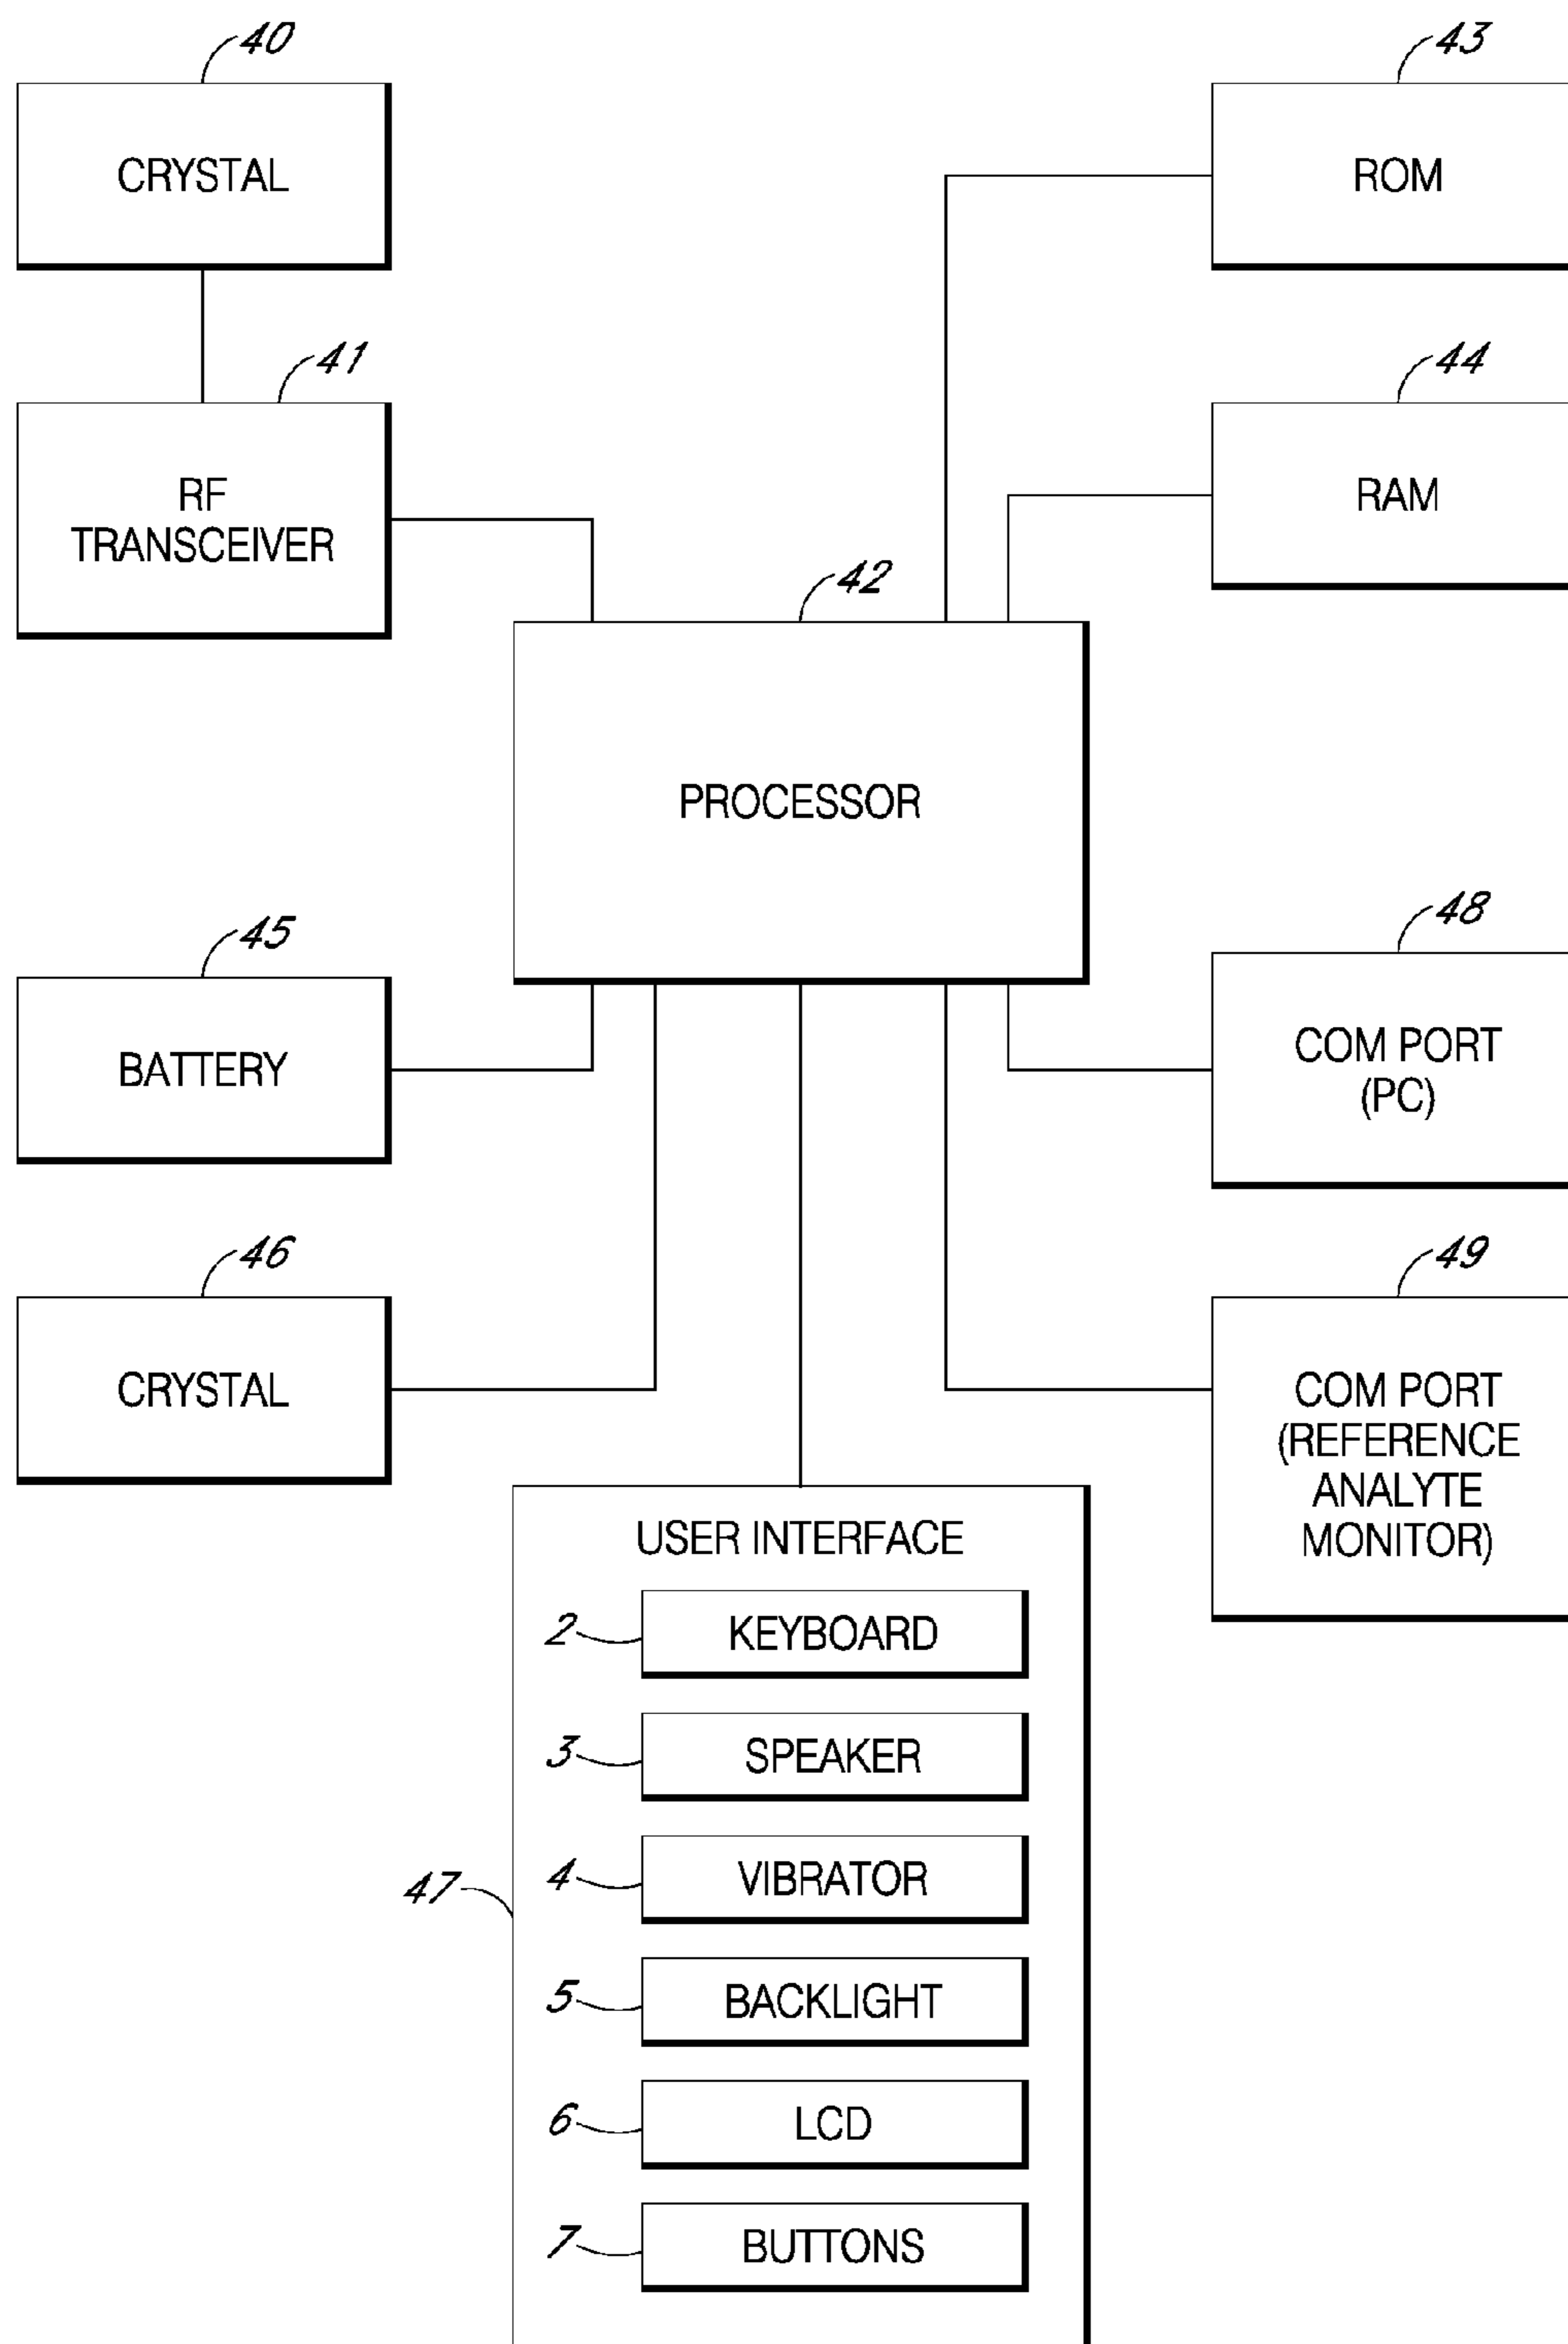 40
CRYSTAL
43
ROM
41
RF
TRANSCEIVER
44
RAM
42
PROCESSOR
45
BATTERY
48
COM PORT
(PC)
46
CRYSTAL
49
COM PORT
(REFERENCE
ANALYTE
MONITOR)
47
USER INTERFACE
2
KEYBOARD
3
SPEAKER
4
VIBRATOR
5
BACKLIGHT
6
LCD
7
BUTTONS